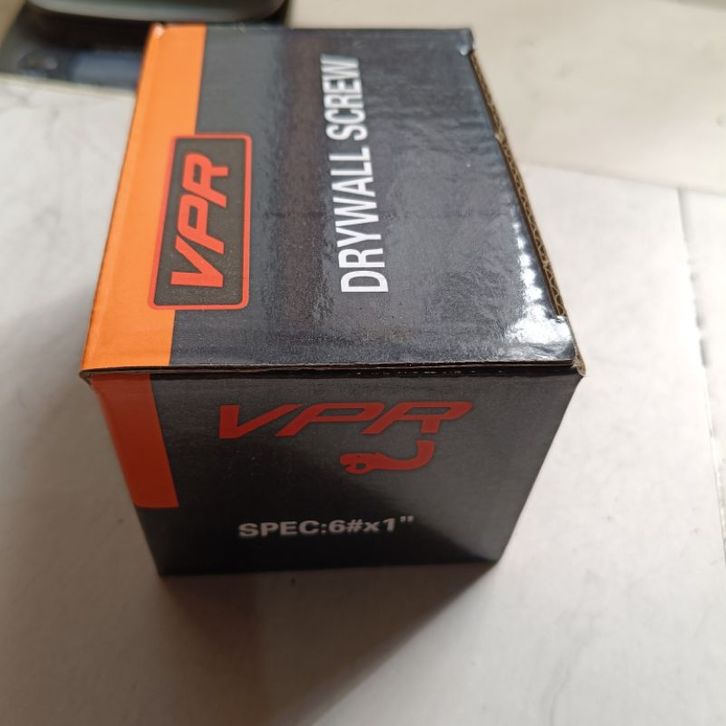 VPR
DRYWALL SCREW
VPR
SPEC:6#x1"